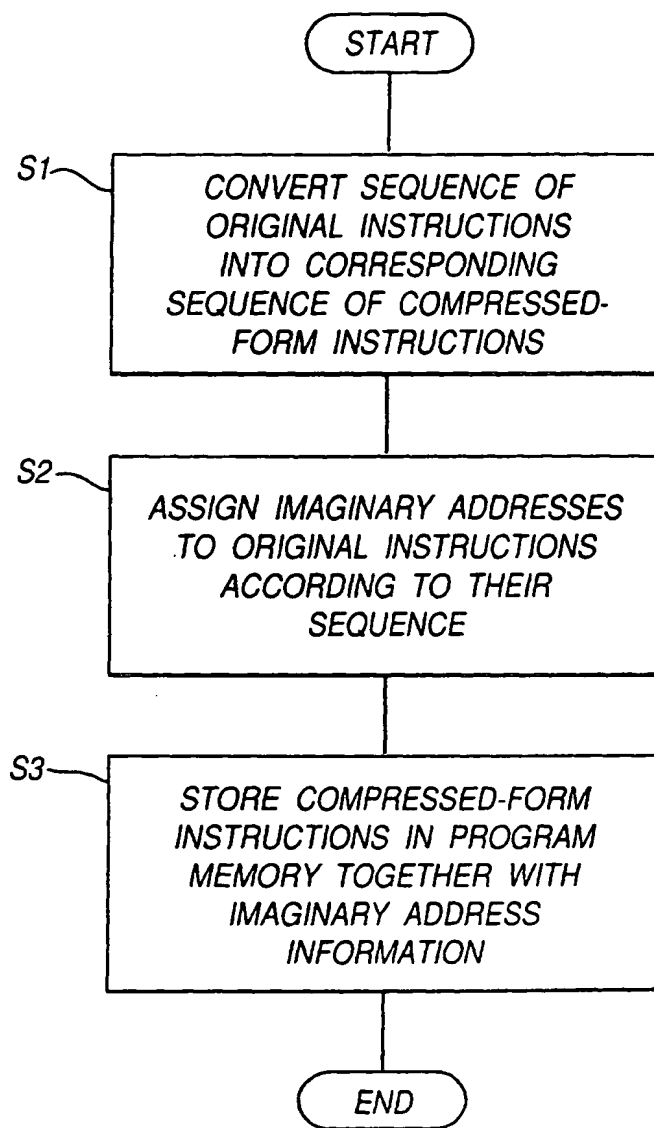 START
S1
CONVERT SEQUENCE OF
ORIGINAL INSTRUCTIONS
INTO CORRESPONDING
SEQUENCE OF COMPRESSED-
FORM INSTRUCTIONS
S2
ASSIGN IMAGINARY ADDRESSES
TO ORIGINAL INSTRUCTIONS
ACCORDING TO THEIR
SEQUENCE
S3
STORE COMPRESSED-FORM
INSTRUCTIONS IN PROGRAM
MEMORY TOGETHER WITH
IMAGINARY ADDRESS
INFORMATION
END